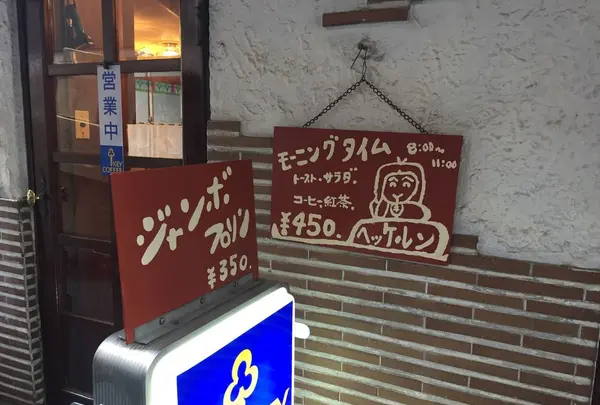 営業中
KEY
COFFEE
ジャンボ
プリン
¥350.
モーニングタイム 8:00〜
11:00
トースト・サラダ.
コーヒー,紅茶.
¥450.
ヘッケルン